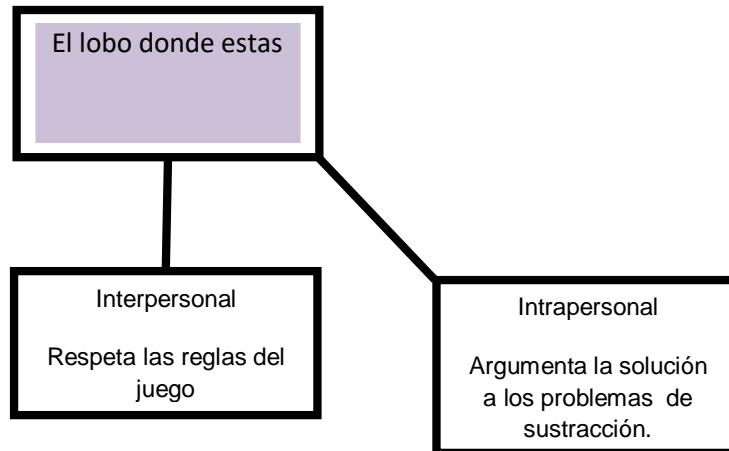 El lobo donde estas
Interpersonal
Respeta las reglas del
juego
Intrapersonal
Argumenta la solución
a los problemas de
sustracción.